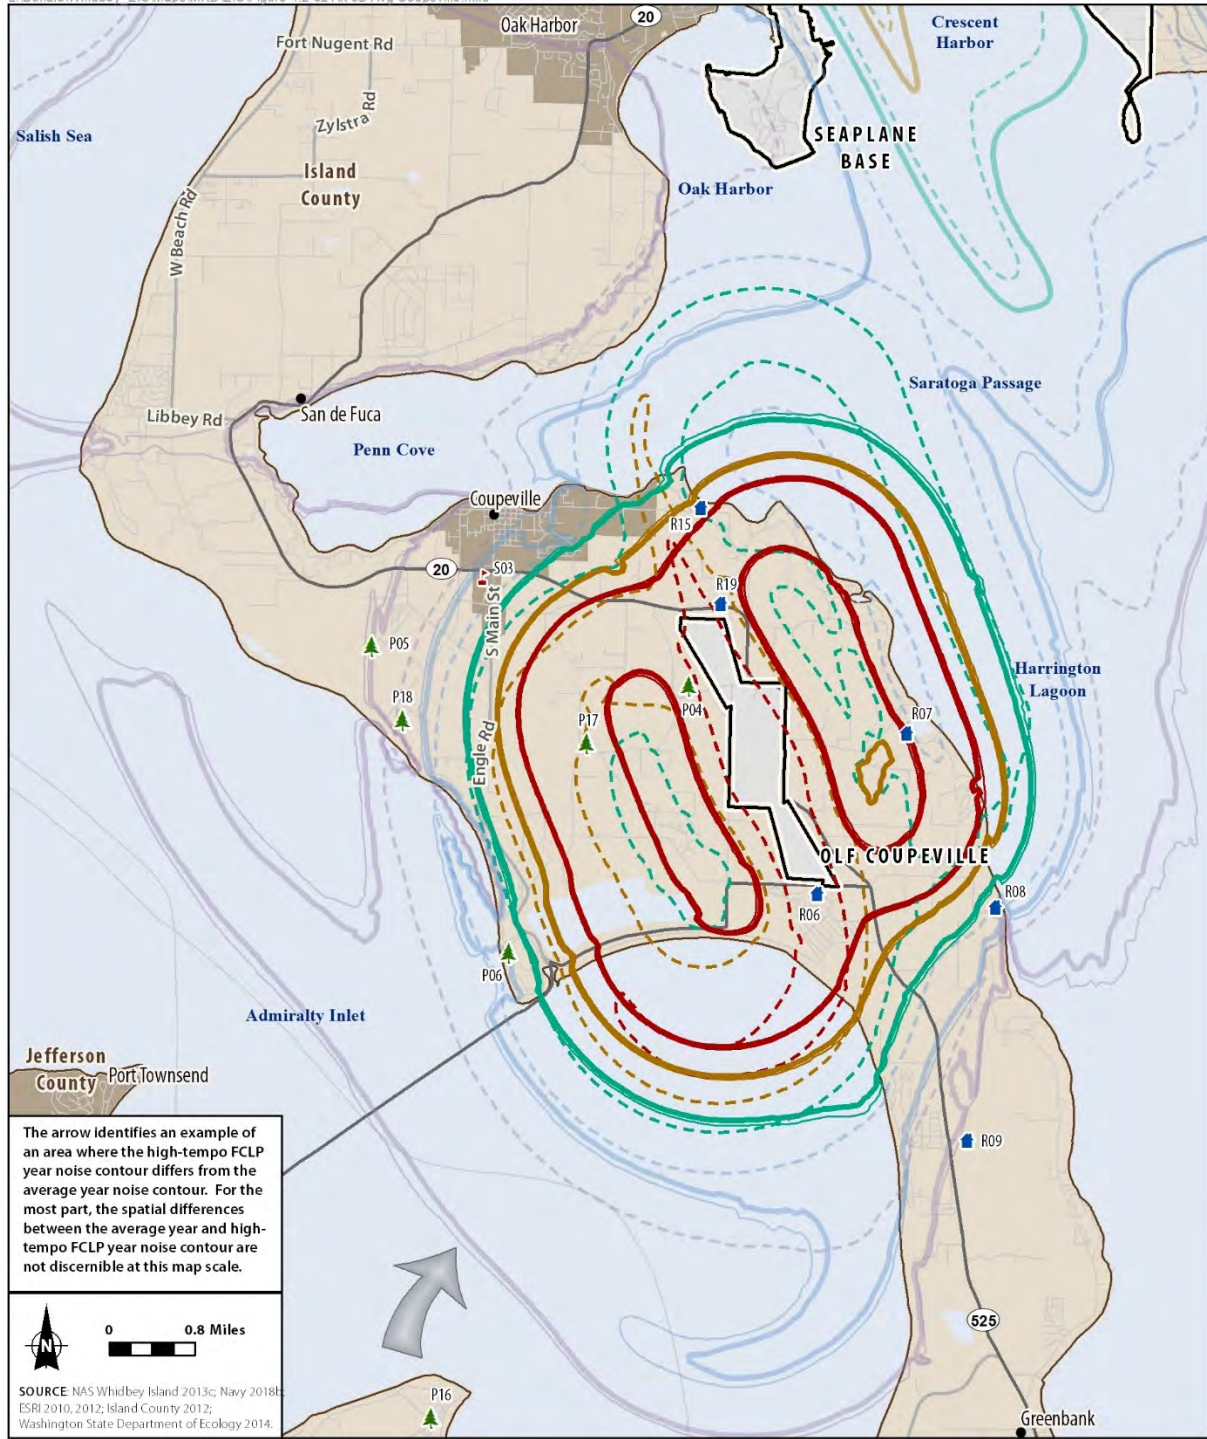 Oak Harbor
20
Crescent
Harbor
Fort Nugent Rd
Zylstra Rd
Salish Sea
SEAPLANE
BASE
Island
County
Oak Harbor
W Beach Rd
Saratoga Passage
San de Fuca
Libbey Rd
Penn Cove
Coupeville
R15
20
S03
R19
S Main St
P05
Harrington
Lagoon
P18
P04
P17
R07
Engle Rd
OLF COUPEVILLE
R06
R08
P06
Admiralty Inlet
Jefferson
County
Port Townsend
R09
The arrow identifies an example of
an area where the high-tempo FCLP
year noise contour differs from the
average year noise contour. For the
most part, the spatial differences
between the average year and high-
tempo FCLP year noise contour are
not discernible at this map scale.
N
0 0.8 Miles
525
SOURCE: NAS Whidbey Island 2013c; Navy 2018b;
ESRI 2010, 2012; Island County 2012;
Washington State Department of Ecology 2014.
P16
Greenbank